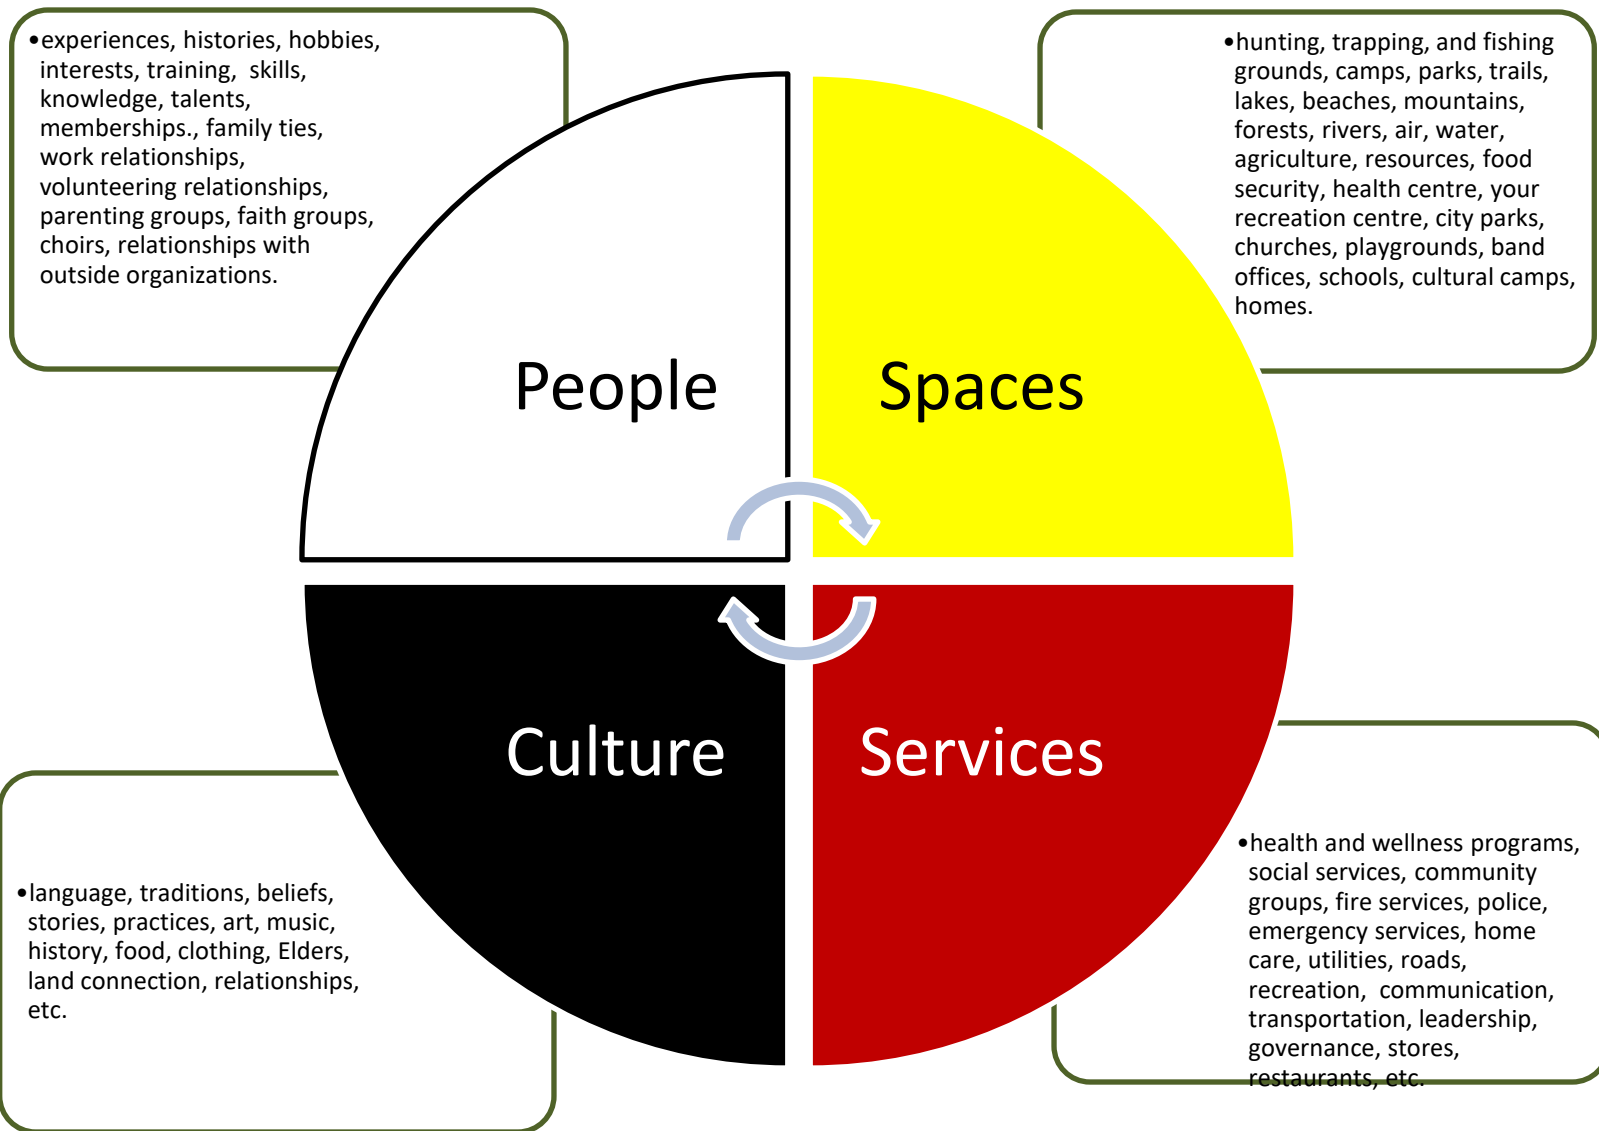 •experiences, histories, hobbies,
interests, training,  skills,
knowledge, talents,
memberships., family ties,
work relationships,
volunteering relationships,
parenting groups, faith groups,
choirs, relationships with
outside organizations.
•hunting, trapping, and fishing
grounds, camps, parks, trails,
lakes, beaches, mountains,
forests, rivers, air, water,
agriculture, resources, food
security, health centre, your
recreation centre, city parks,
churches, playgrounds, band
offices, schools, cultural camps,
homes.
People
Spaces
Culture
Services
•language, traditions, beliefs,
stories, practices, art, music,
history, food, clothing, Elders,
land connection, relationships,
etc.
•health and wellness programs,
social services, community
groups, fire services, police,
emergency services, home
care, utilities, roads,
recreation,  communication,
transportation, leadership,
governance, stores,
restaurants, etc.